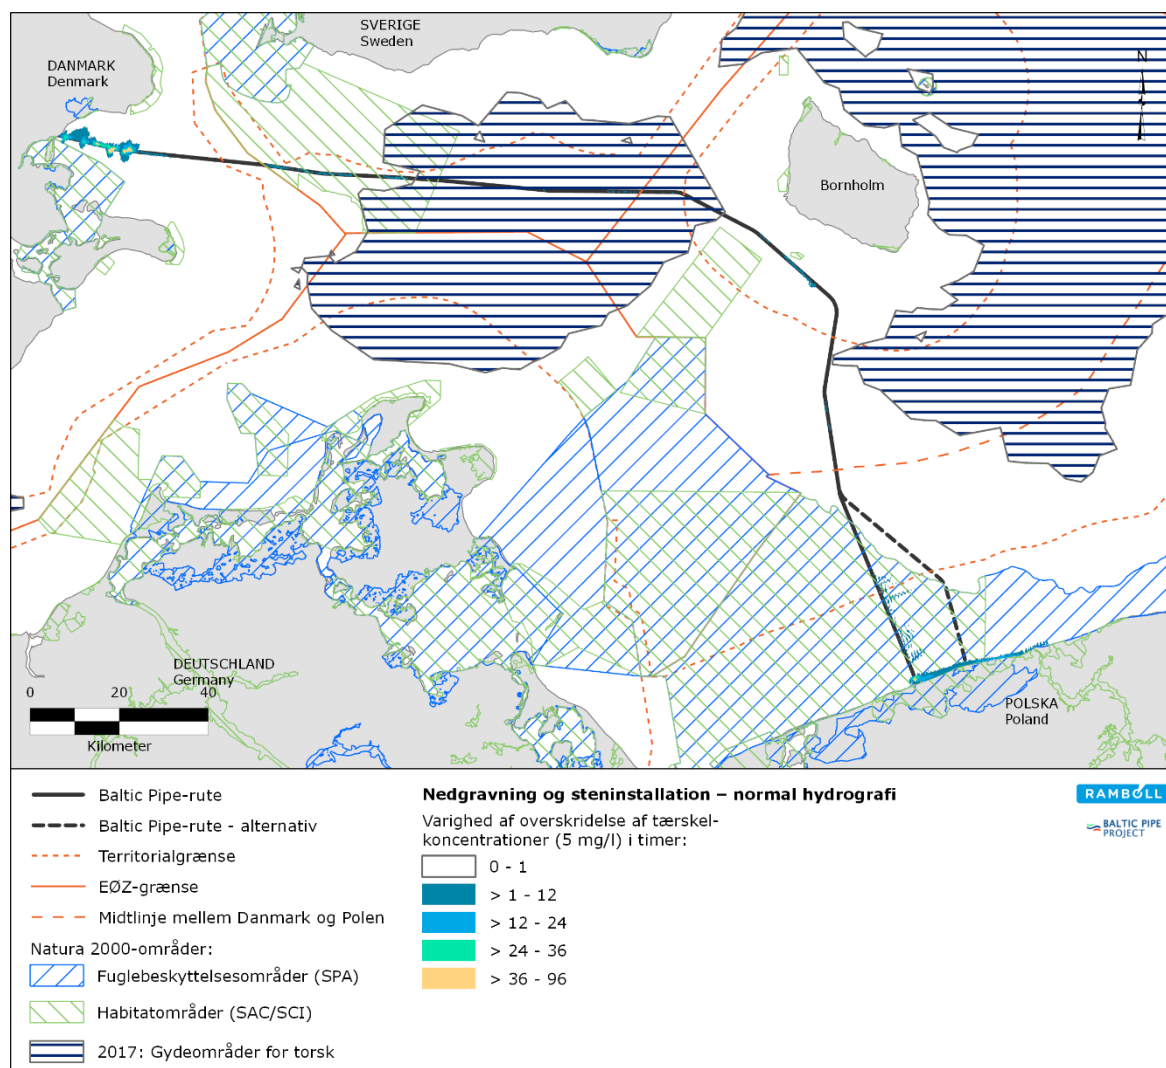 SVERIGE
Sweden
DANMARK
Denmark
N
Bornholm
DEUTSCHLAND
Germany
0 20 40
Kilometer
POLSKA
Poland
Baltic Pipe-rute
Baltic Pipe-rute - alternativ
Territorialgrænse
EØZ-grænse
Midtlinje mellem Danmark og Polen
Natura 2000-områder:
Fuglebeskyttelsesområder (SPA)
Habitatområder (SAC/SCI)
2017: Gydeområder for torsk
Nedgravning og steninstallation – normal hydrografi
Varighed af overskridelse af tærskel-
koncentrationer (5 mg/l) i timer:
0 - 1
> 1 - 12
> 12 - 24
> 24 - 36
> 36 - 96
RAMBOLL
BALTIC PIPE
PROJECT